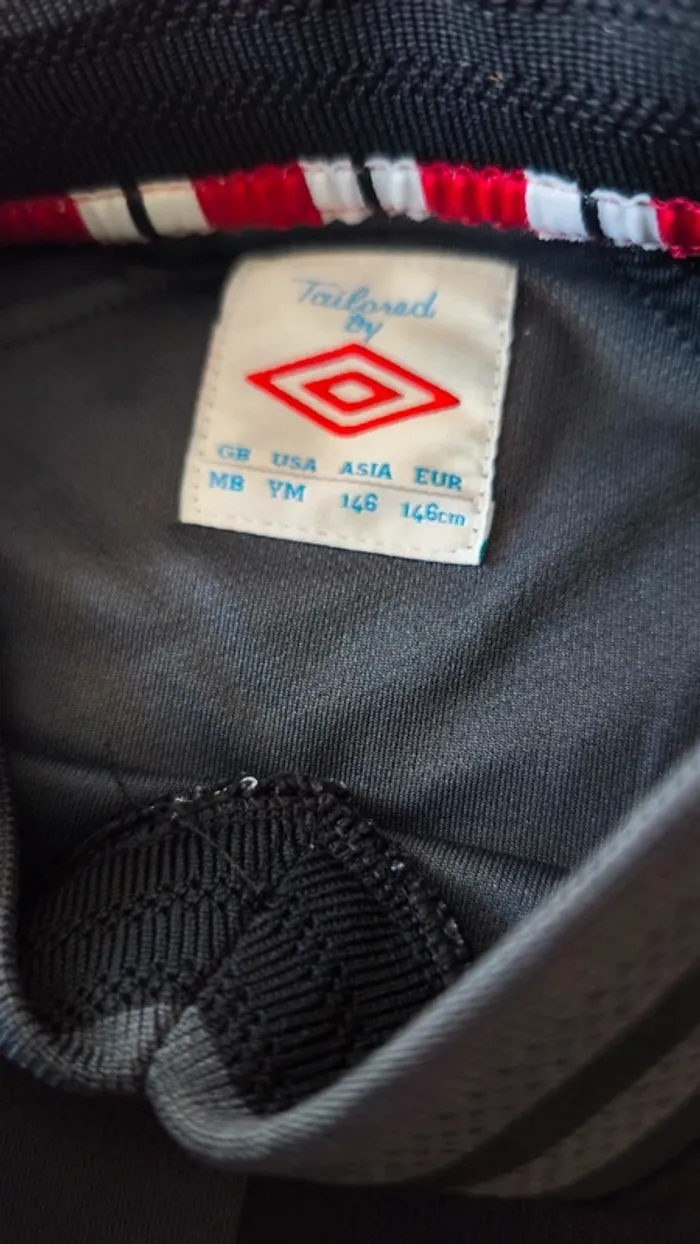 Tailored
By
GB USA ASIA EUR
MB YM 146 146cm